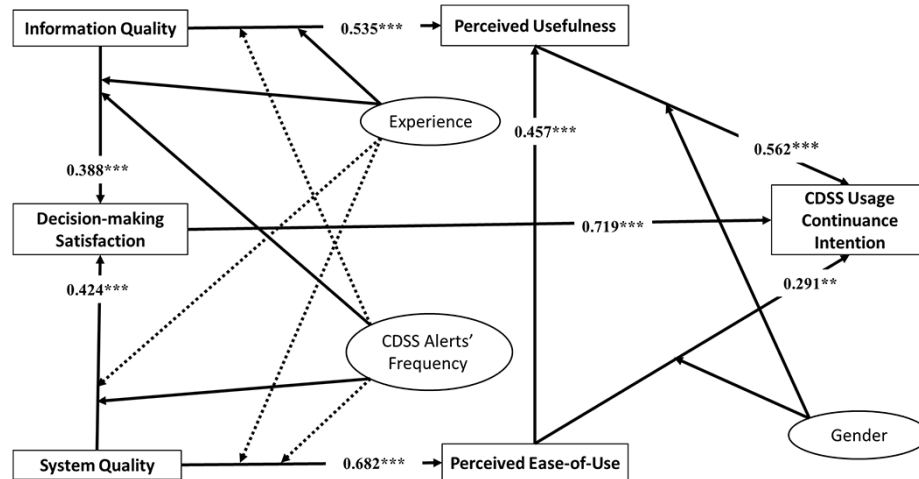 Information Quality
0.535***
Perceived Usefulness
Experience
0.457***
0.388***
0.562***
Decision-making
Satisfaction
0.719***
CDSS Usage
Continuance
Intention
0.424***
0.291**
CDSS Alerts'
Frequency
Gender
System Quality
0.682***
Perceived Ease-of-Use